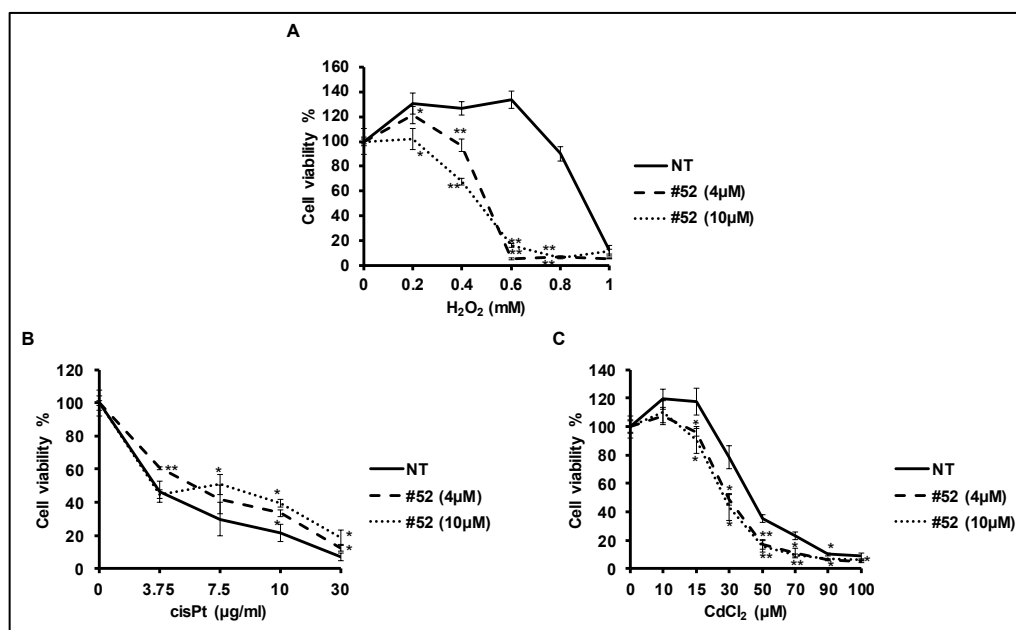 A
Cell viability %
160
140
120
100
80
60
40
20
0
0 0.2 0.4 0.6 0.8 1
H₂O₂ (mM)
* * ** ** ** ** ** **
NT
#52 (4µM)
#52 (10µM)
B
Cell viability %
120
100
80
60
40
20
0
0 3.75 7.5 10 30
cisPt (µg/ml)
** * * * * *
NT
#52 (4µM)
#52 (10µM)
C
Cell viability %
140
120
100
80
60
40
20
0
0 10 15 30 50 70 90 100
CdCl₂ (µM)
* * * * ** ** * ** * * *
NT
#52 (4µM)
#52 (10µM)